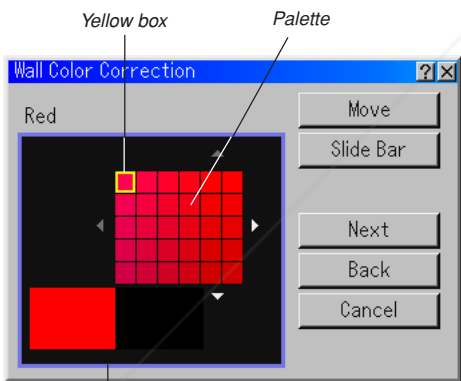 Yellow box
Palette
Wall Color Correction
?
×
Red
Move
Slide Bar
Next
Back
Cancel